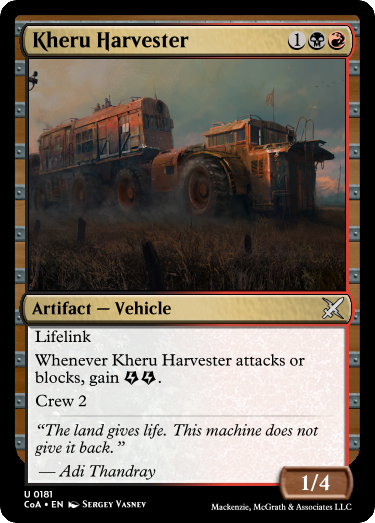 Kheru Harvester 1
Artifact — Vehicle
Lifelink
Whenever Kheru Harvester attacks or
blocks, gain
.
Crew 2
“The land gives life. This machine does not
give it back.”
— Adi Thandray
1/4
U 0181
CoA • EN Sergey Vasnev
Mackenzie, McGrath & Associates LLC